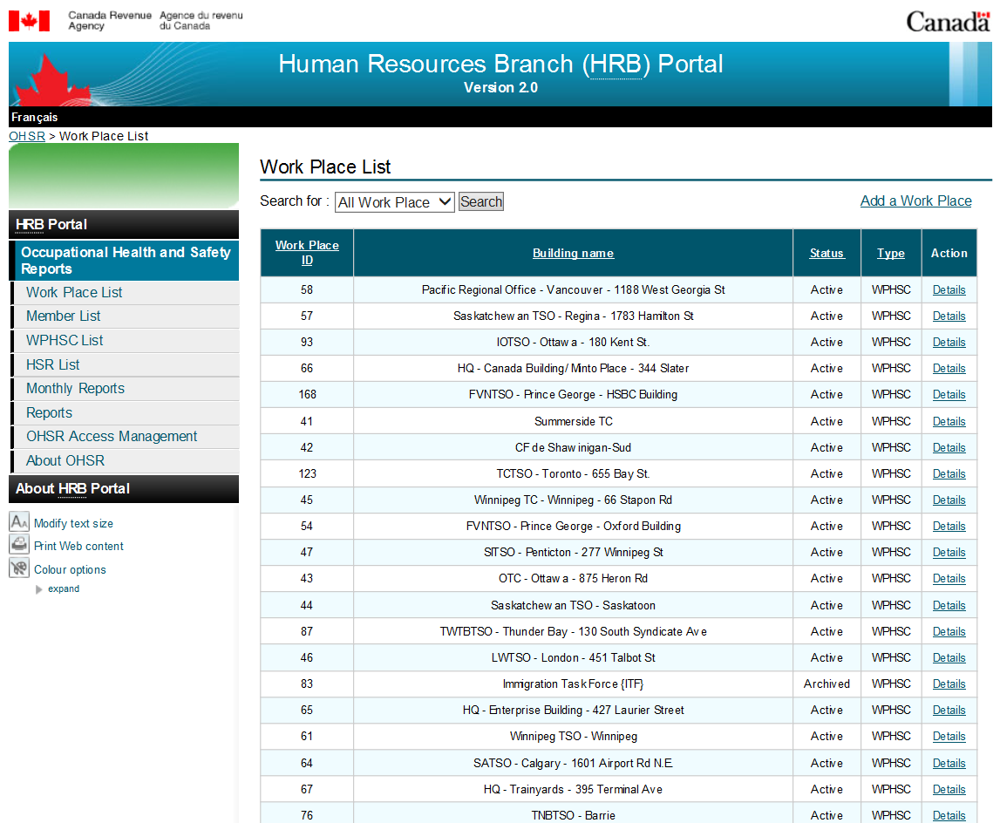 Canada Revenue Agency
Agence du revenu du Canada
Canada
Human Resources Branch (HRB) Portal
Version 2.0
Français
OHSR > Work Place List
HRB Portal
Occupational Health and Safety Reports
Work Place List
Member List
WPHSC List
HSR List
Monthly Reports
Reports
OHSR Access Management
About OHSR
About HRB Portal
Modify text size
Print Web content
Colour options
expand
Work Place List
Search for : All Work Place Search Add a Work Place
Work Place ID Building name Status Type Action
58 Pacific Regional Office - Vancouver - 1188 West Georgia St Active WPHSC Details
57 Saskatchewan TSO - Regina - 1783 Hamilton St Active WPHSC Details
93 IOTSO - Ottawa - 180 Kent St. Active WPHSC Details
66 HQ - Canada Building/ Minto Place - 344 Slater Active WPHSC Details
168 FVNTSO - Prince George - HSBC Building Active WPHSC Details
41 Summerside TC Active WPHSC Details
42 CF de Shawinigan-Sud Active WPHSC Details
123 TCTSO - Toronto - 655 Bay St. Active WPHSC Details
45 Winnipeg TC - Winnipeg - 66 Stapon Rd Active WPHSC Details
54 FVNTSO - Prince George - Oxford Building Active WPHSC Details
47 SITSO - Penticton - 277 Winnipeg St Active WPHSC Details
43 OTC - Ottawa - 875 Heron Rd Active WPHSC Details
44 Saskatchewan TSO - Saskatoon Active WPHSC Details
87 TWTBTSO - Thunder Bay - 130 South Syndicate Ave Active WPHSC Details
46 LWTSO - London - 451 Talbot St Active WPHSC Details
83 Immigration Task Force {ITF} Archived WPHSC Details
65 HQ - Enterprise Building - 427 Laurier Street Active WPHSC Details
61 Winnipeg TSO - Winnipeg Active WPHSC Details
64 SATSO - Calgary - 1601 Airport Rd N.E. Active WPHSC Details
67 HQ - Trainyards - 395 Terminal Ave Active WPHSC Details
76 TNBTSO - Barrie Active WPHSC Details